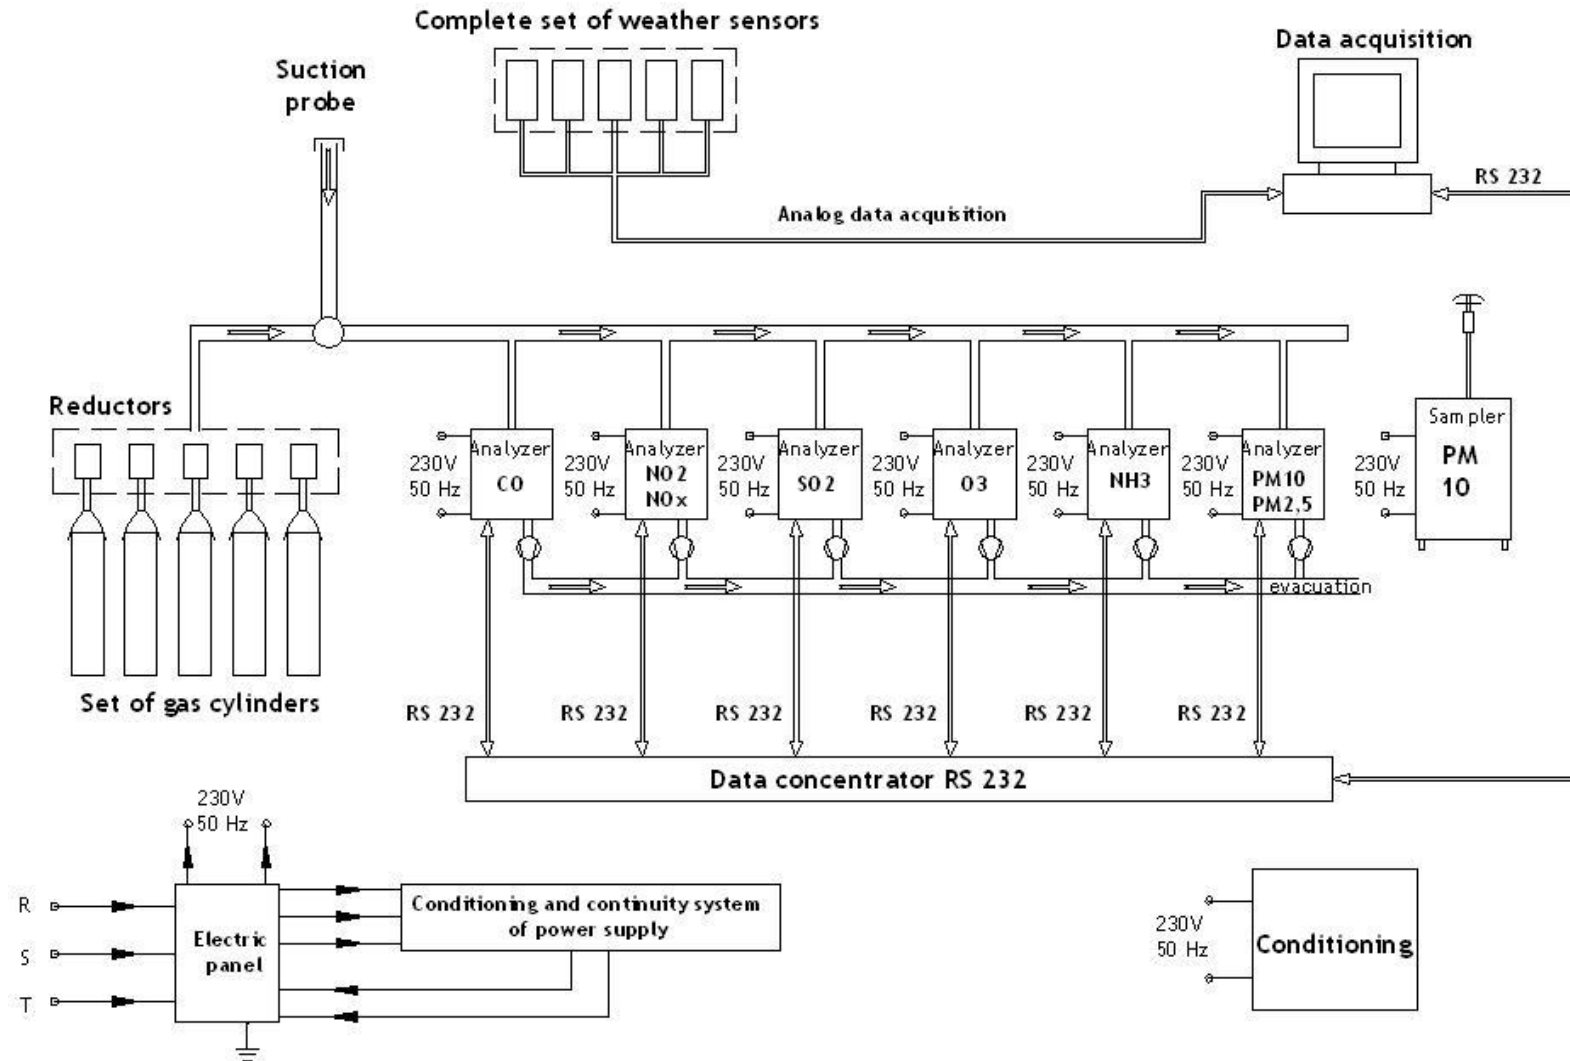 Complete set of weather sensors
Data acquisition
Suction
probe
RS 232
Analog data acquisition
Reductors
Analyzer
CO
230V
50 Hz
Analyzer
NO2
NOx
230V
50 Hz
Analyzer
SO2
230V
50 Hz
Analyzer
O3
230V
50 Hz
Analyzer
NH3
230V
50 Hz
Analyzer
PM10
PM2,5
230V
50 Hz
Sampler
PM
10
230V
50 Hz
evacuation
Set of gas cylinders
RS 232
RS 232
RS 232
RS 232
RS 232
RS 232
Data concentrator RS 232
230V
50 Hz
R
S
T
Electric
panel
Conditioning and continuity system
of power supply
230V
50 Hz
Conditioning